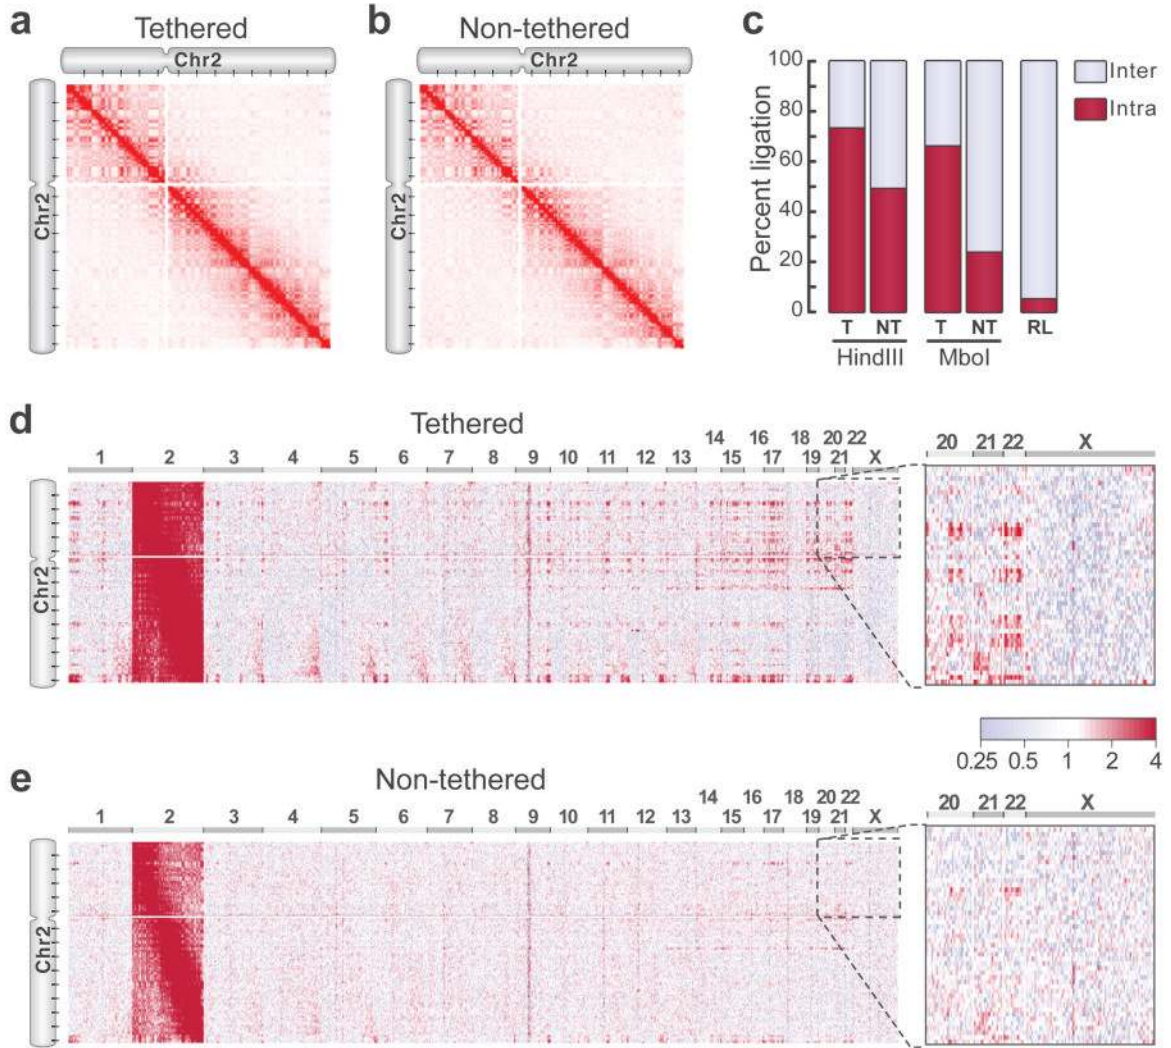 a
Tethered
Chr2
Chr2
b
Non-tethered
Chr2
Chr2
c
Percent ligation
100
80
60
40
20
0
T NT T NT RL
HindIII MboI
Inter
Intra
d
Tethered
14 16 18 20 22
1 2 3 4 5 6 7 8 9 10 11 12 13 15 17 19 21 X
Chr2
20 21 22 X
0.25 0.5 1 2 4
e
Non-tethered
14 16 18 20 22
1 2 3 4 5 6 7 8 9 10 11 12 13 15 17 19 21 X
Chr2
20 21 22 X